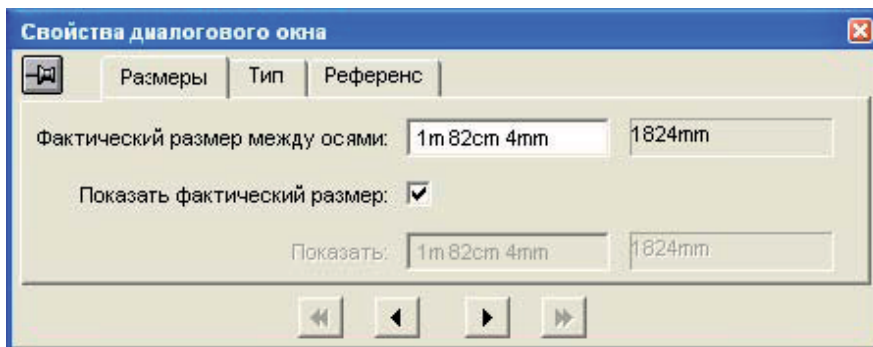 Свойства диалогового окна
Размеры Тип Референс
Фактический размер между осями: 1m 82cm 4mm 1824mm
Показать фактический размер:
Показать: 1m 82cm 4mm 1824mm